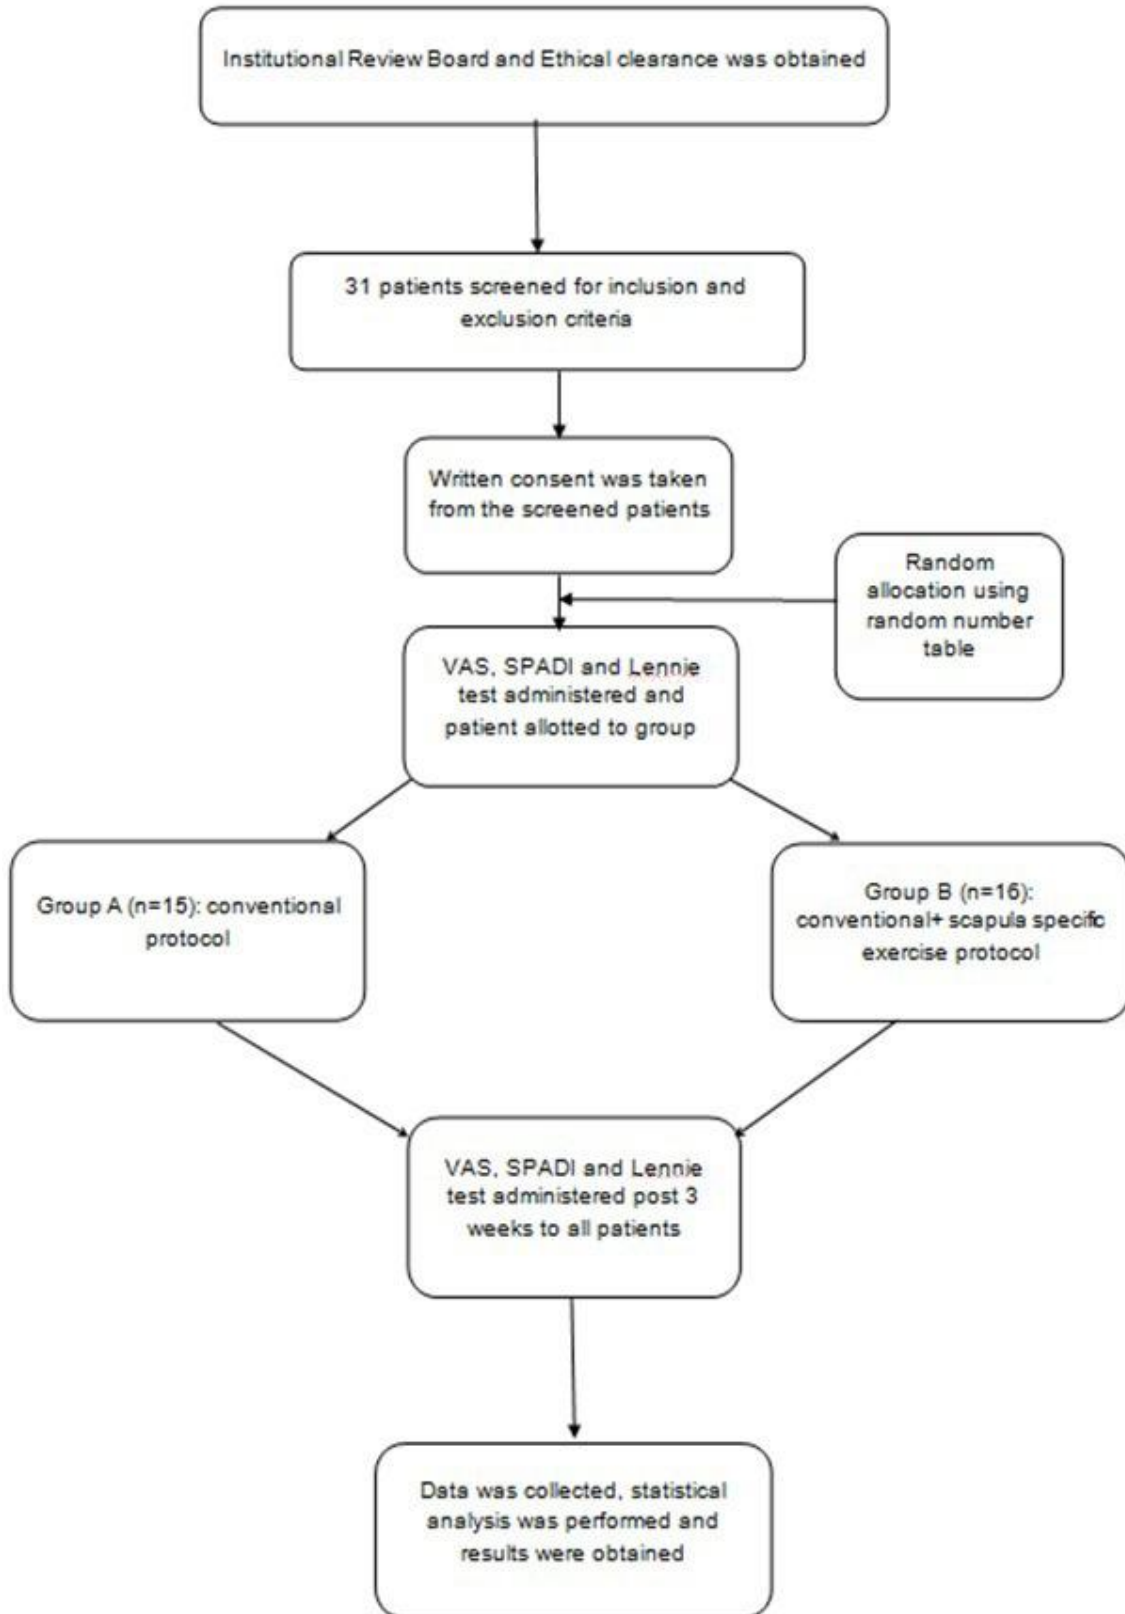 Institutional Review Board and Ethical clearance was obtained
31 patients screened for inclusion and
exclusion criteria
Written consent was taken
from the screened patients
Random
allocation using
random number
table
VAS, SPADI and Lennie
test administered and
patient allotted to group
Group A (n=15): conventional
protocol
Group B (n=16):
conventional+ scapula specific
exercise protocol
VAS, SPADI and Lennie
test administered post 3
weeks to all patients
Data was collected, statistical
analysis was performed and
results were obtained